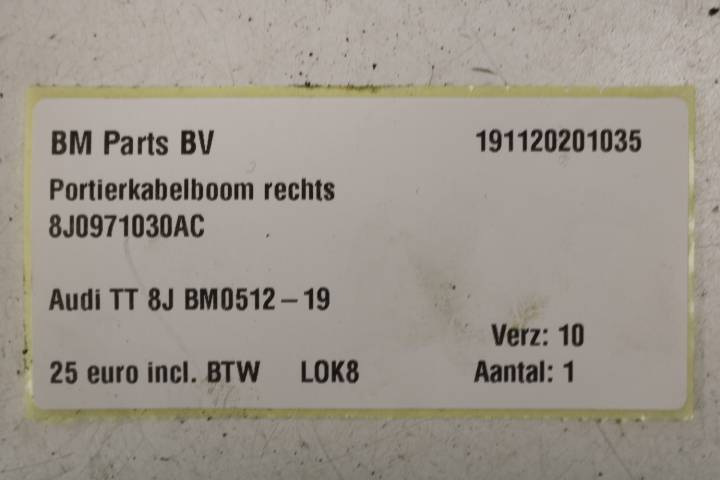 BM Parts BV 191120201035
Portierkabelboom rechts
8J0971030AC
Audi TT 8J BM0512-19
Verz: 10
25 euro incl. BTW LOK8 Aantal: 1